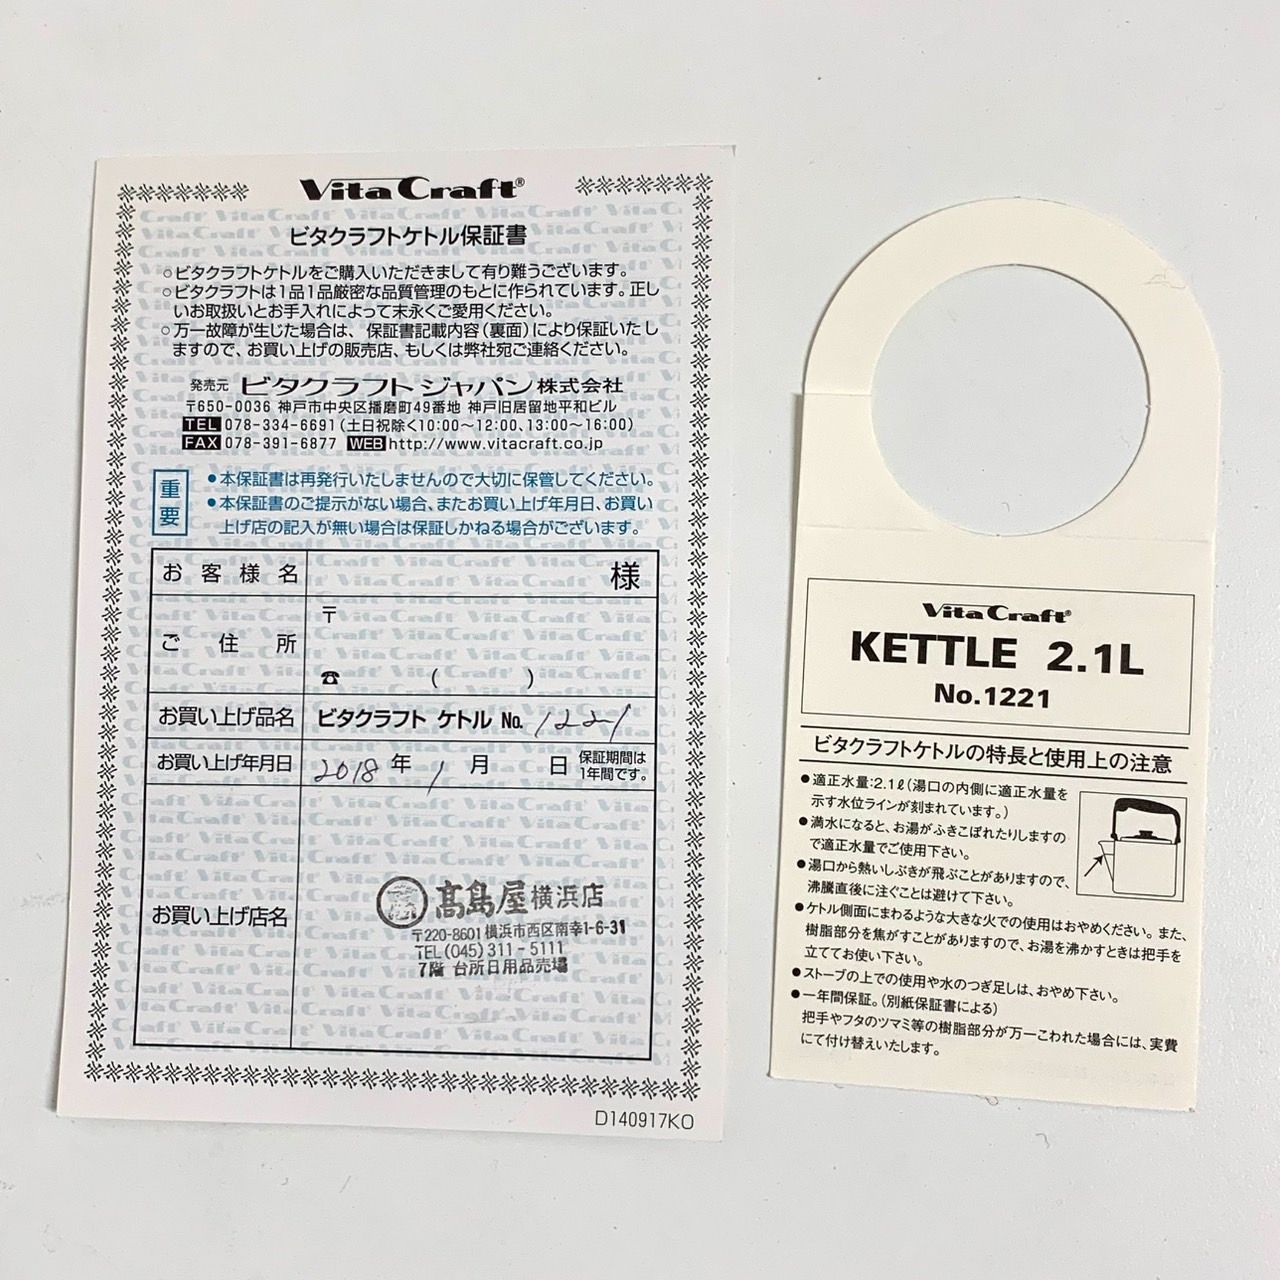 Vita Craft®
ビタクラフトケトル保証書
○ビタクラフトケトルをご購入いただきまして有り難うございます。
○ビタクラフトは1品1品厳密な品質管理のもとに作られています。正し
いお取扱いとお手入れによって末永くご愛用ください。
○万一故障が生じた場合は、保証書記載内容(裏面)により保証いたし
ますので、お買い上げの販売店、もしくは弊社宛ご連絡ください。
発売元 ビタクラフト ジャパン 株式会社
〒650-0036 神戸市中央区播磨町49番地 神戸旧居留地平和ビル
TEL 078-334-6691(土日祝除く10:00〜12:00、13:00〜16:00)
FAX 078-391-6877 WEB http://www.vitacraft.co.jp
重要
●本保証書は再発行いたしませんので大切に保管してください。
●本保証書のご提示がない場合、またお買い上げ年月日、お買い
上げ店の記入が無い場合は保証しかねる場合がございます。
お客様名 様
ご住所 〒
☎ ( )
お買い上げ品名 ビタクラフト ケトル No. 1221
お買い上げ年月日 2018 年 1 月 日 保証期間は
1年間です。
お買い上げ店名
髙島屋 横浜店
〒220-8601 横浜市西区南幸1-6-31
TEL (045) 311-5111
7階 台所日用品売場
D140917KO
Vita Craft®
KETTLE 2.1L
No.1221
ビタクラフトケトルの特長と使用上の注意
●適正水量:2.1ℓ(湯口の内側に適正水量を
示す水位ラインが刻まれています。)
●満水になると、お湯がふきこぼれたりしますの
で適正水量でご使用下さい。
●湯口から熱いしぶきが飛ぶことがありますので、
沸騰直後に注ぐことは避けて下さい。
●ケトル側面にまわるような大きな火での使用はおやめください。また、
樹脂部分を焦がすことがありますので、お湯を沸かすときは把手を
立ててお使い下さい。
●ストーブの上での使用や水のつぎ足しは、おやめ下さい。
●一年間保証。(別紙保証書による)
把手やフタのツマミ等の樹脂部分が万一こわれた場合には、実費
にて付け替えいたします。